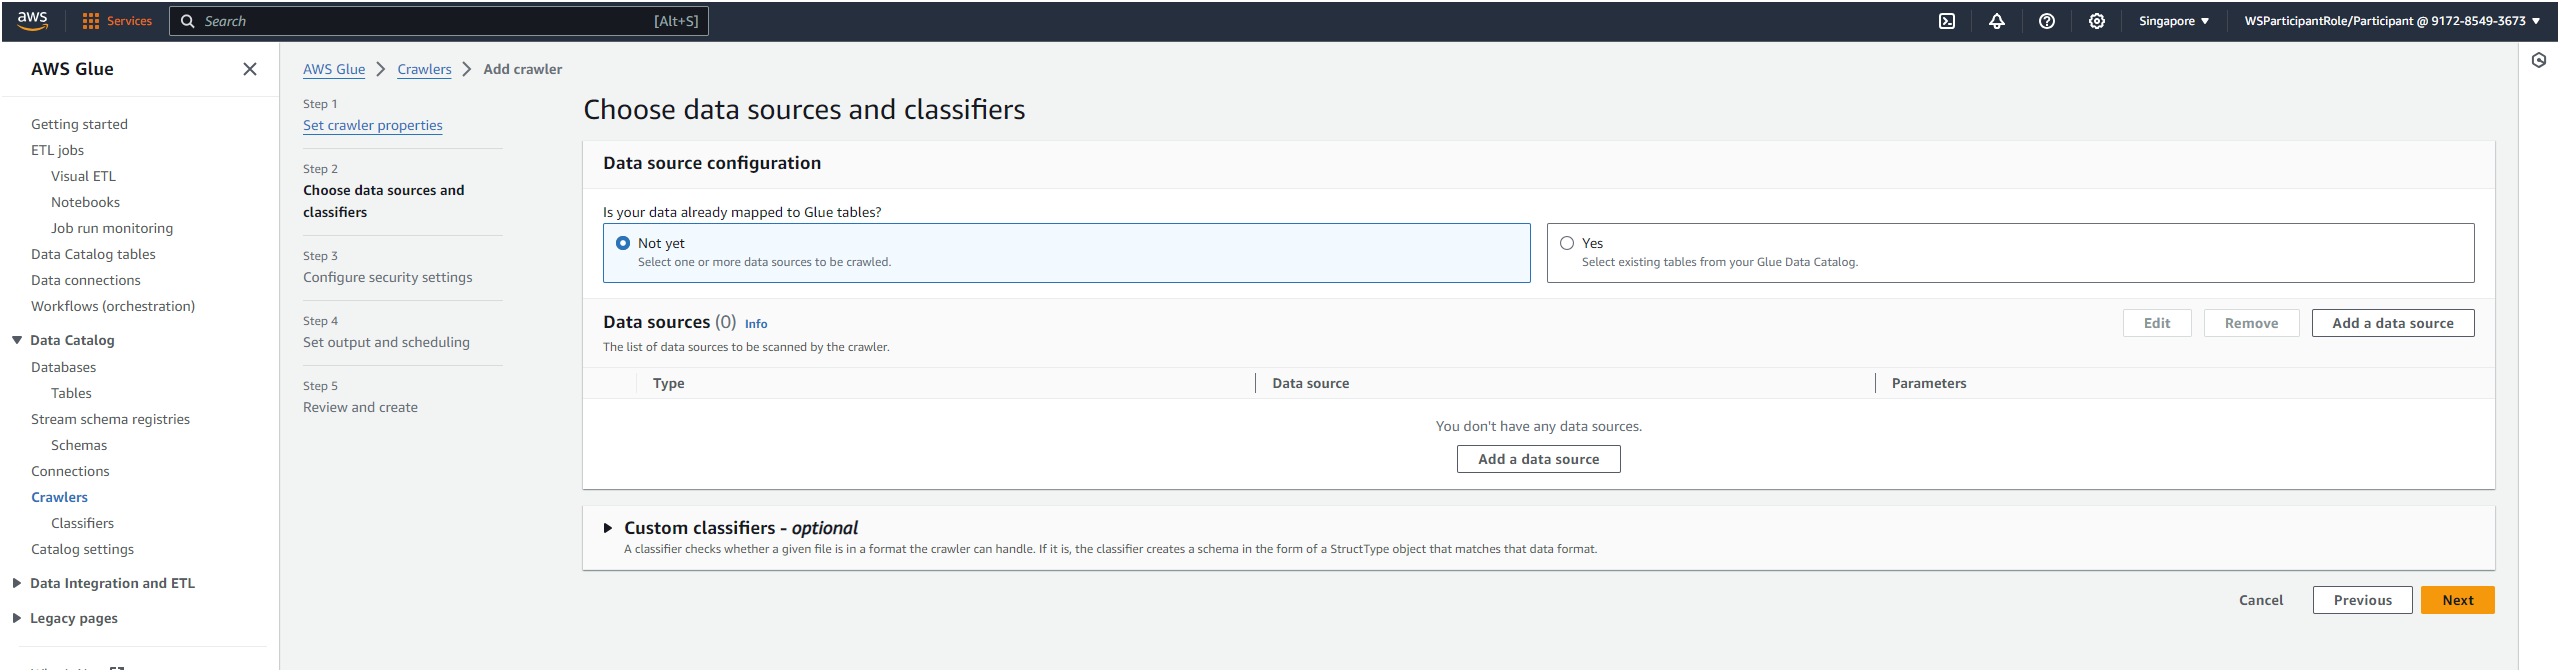 aws
Services
Search
[Alt+S]
Singapore
WSParticipantRole/Participant @ 9172-8549-3673
AWS Glue
Getting started
ETL jobs
Visual ETL
Notebooks
Job run monitoring
Data Catalog tables
Data connections
Workflows (orchestration)
Data Catalog
Databases
Tables
Stream schema registries
Schemas
Connections
Crawlers
Classifiers
Catalog settings
Data Integration and ETL
Legacy pages
AWS Glue
Crawlers
Add crawler
Step 1
Set crawler properties
Step 2
Choose data sources and
classifiers
Step 3
Configure security settings
Step 4
Set output and scheduling
Step 5
Review and create
Choose data sources and classifiers
Data source configuration
Is your data already mapped to Glue tables?
Not yet
Select one or more data sources to be crawled.
Yes
Select existing tables from your Glue Data Catalog.
Data sources (0) Info
The list of data sources to be scanned by the crawler.
Edit
Remove
Add a data source
Type
Data source
Parameters
You don't have any data sources.
Add a data source
Custom classifiers - optional
A classifier checks whether a given file is in a format the crawler can handle. If it is, the classifier creates a schema in the form of a StructType object that matches that data format.
Cancel
Previous
Next